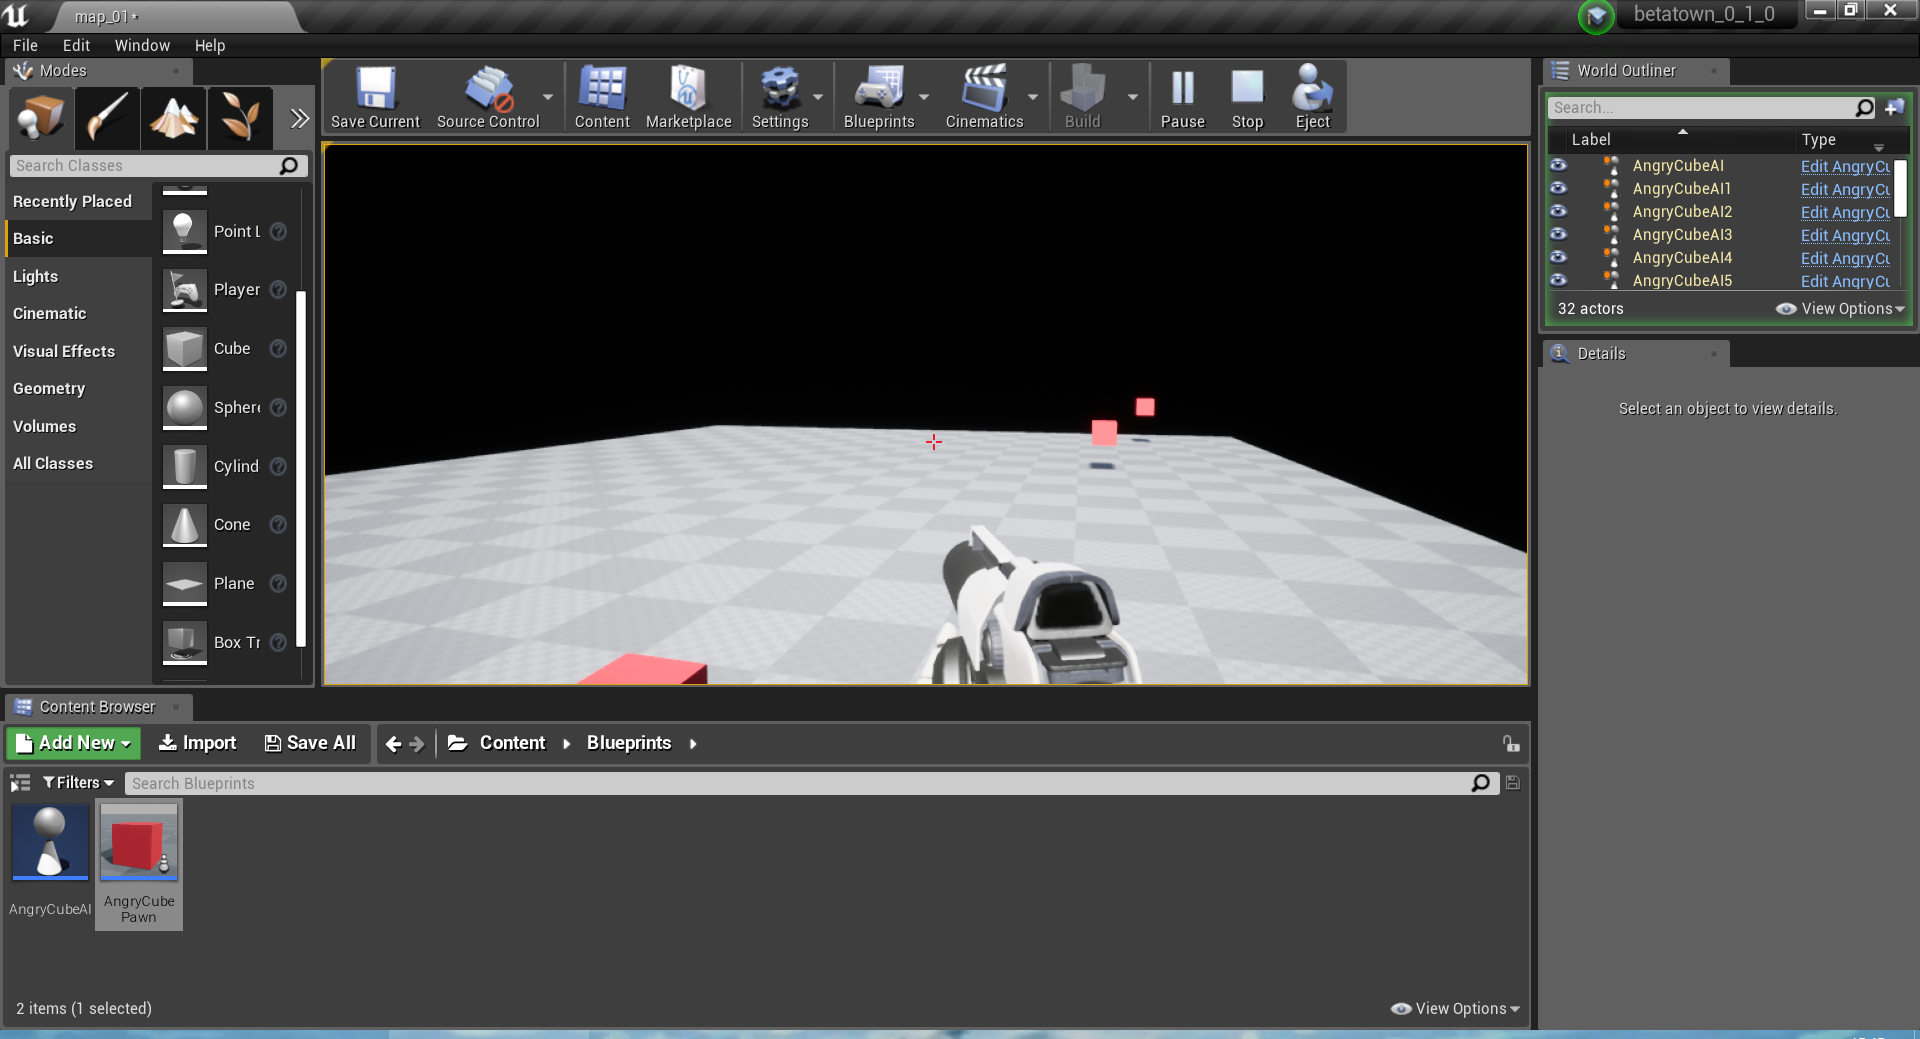 map_01*
betatown_0_1_0
File Edit Window Help
Modes
Search Classes
Recently Placed
Basic
Lights
Cinematic
Visual Effects
Geometry
Volumes
All Classes
Point L
Player
Cube
Sphere
Cylind
Cone
Plane
Box Tr
Save Current
Source Control
Content
Marketplace
Settings
Blueprints
Cinematics
Build
Pause
Stop
Eject
World Outliner
Search...
Label Type
AngryCubeAI Edit AngryCu
AngryCubeAI1 Edit AngryCu
AngryCubeAI2 Edit AngryCu
AngryCubeAI3 Edit AngryCu
AngryCubeAI4 Edit AngryCu
AngryCubeAI5 Edit AngryCu
32 actors View Options
Details
Select an object to view details.
Content Browser
Add New Import Save All Content Blueprints
Filters Search Blueprints
AngryCubeAI
AngryCube
Pawn
2 items (1 selected) View Options